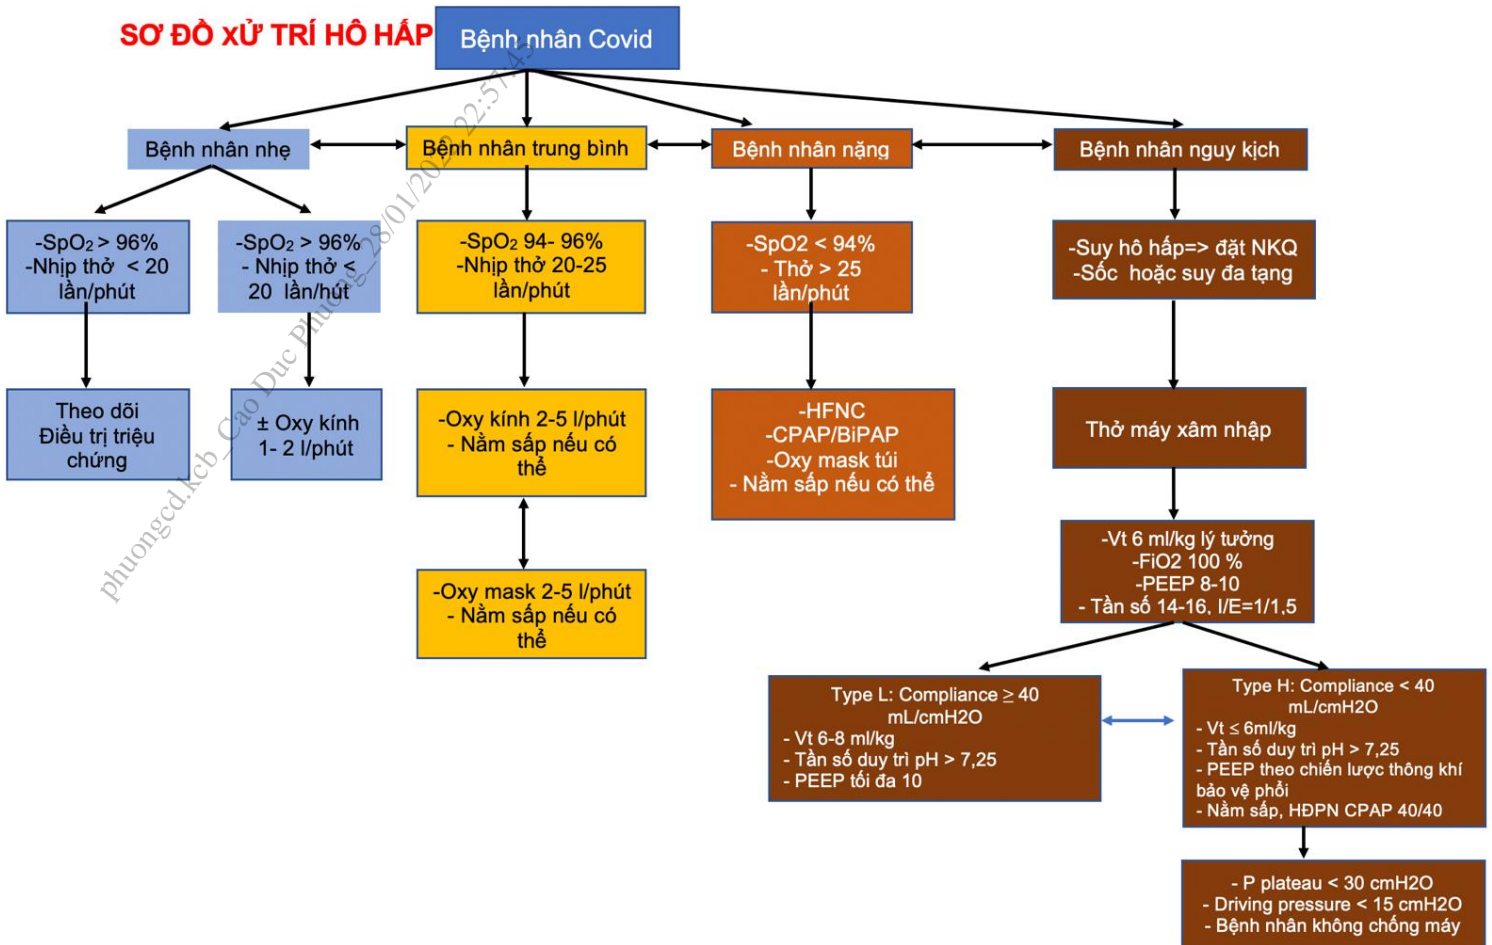 SƠ ĐỒ XỬ TRÍ HÔ HẤP
Bệnh nhân Covid
Bệnh nhân nhẹ
Bệnh nhân trung bình
Bệnh nhân nặng
Bệnh nhân nguy kịch
-SpO₂ > 96%
-Nhịp thở < 20
lần/phút
-SpO₂ > 96%
- Nhịp thở <
20 lần/hút
-SpO₂ 94- 96%
-Nhịp thở 20-25
lần/phút
-SpO2 < 94%
- Thở > 25
lần/phút
-Suy hô hấp=> đặt NKQ
-Sốc hoặc suy đa tạng
Theo dõi
Điều trị triệu
chứng
± Oxy kính
1- 2 l/phút
-Oxy kính 2-5 l/phút
- Nằm sấp nếu có
thể
-HFNC
-CPAP/BiPAP
-Oxy mask túi
- Nằm sấp nếu có thể
Thở máy xâm nhập
-Oxy mask 2-5 l/phút
- Nằm sấp nếu có
thể
-Vt 6 ml/kg lý tưởng
-FiO2 100 %
-PEEP 8-10
- Tần số 14-16, I/E=1/1,5
Type L: Compliance ≥ 40
mL/cmH2O
- Vt 6-8 ml/kg
- Tần số duy trì pH > 7,25
- PEEP tối đa 10
Type H: Compliance < 40
mL/cmH2O
- Vt ≤ 6ml/kg
- Tần số duy trì pH > 7,25
- PEEP theo chiến lược thông khí
bảo vệ phổi
- Nằm sấp, HĐPN CPAP 40/40
- P plateau < 30 cmH2O
- Driving pressure < 15 cmH2O
- Bệnh nhân không chống máy
phuongcd.kcb_Cao Duc Phuong_28/01/2022 22:57:45